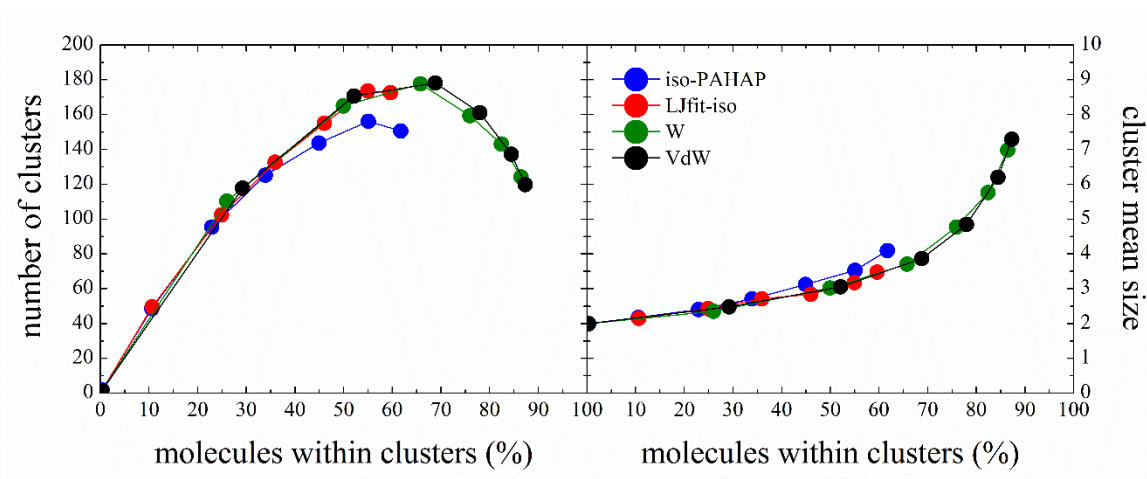 number of clusters
200
180
160
140
120
100
80
60
40
20
0
0 10 20 30 40 50 60 70 80 90 100
molecules within clusters (%)
iso-PAHAP
LJfit-iso
W
VdW
10 20 30 40 50 60 70 80 90 100
molecules within clusters (%)
10
9
8
7
6
5
4
3
2
1
0
cluster mean size